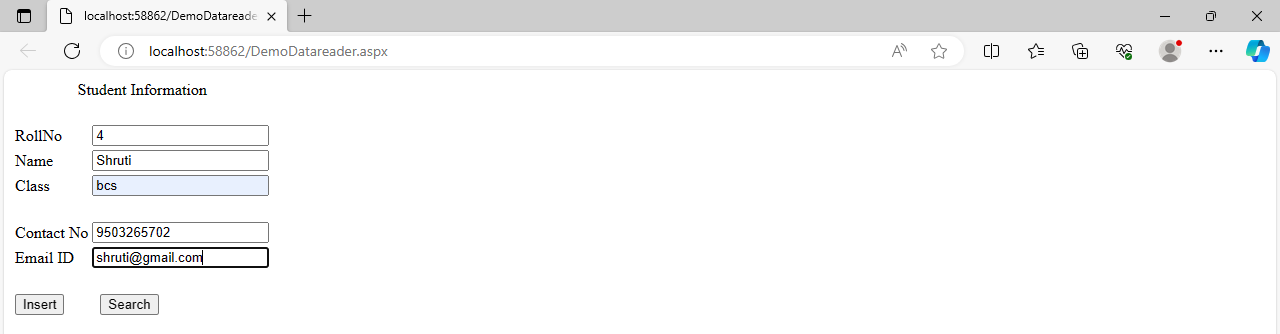 localhost:58862/DemoDatareade
localhost:58862/DemoDatareader.aspx
Student Information
RollNo 4
Name Shruti
Class bcs
Contact No 9503265702
Email ID shruti@gmail.com
Insert Search